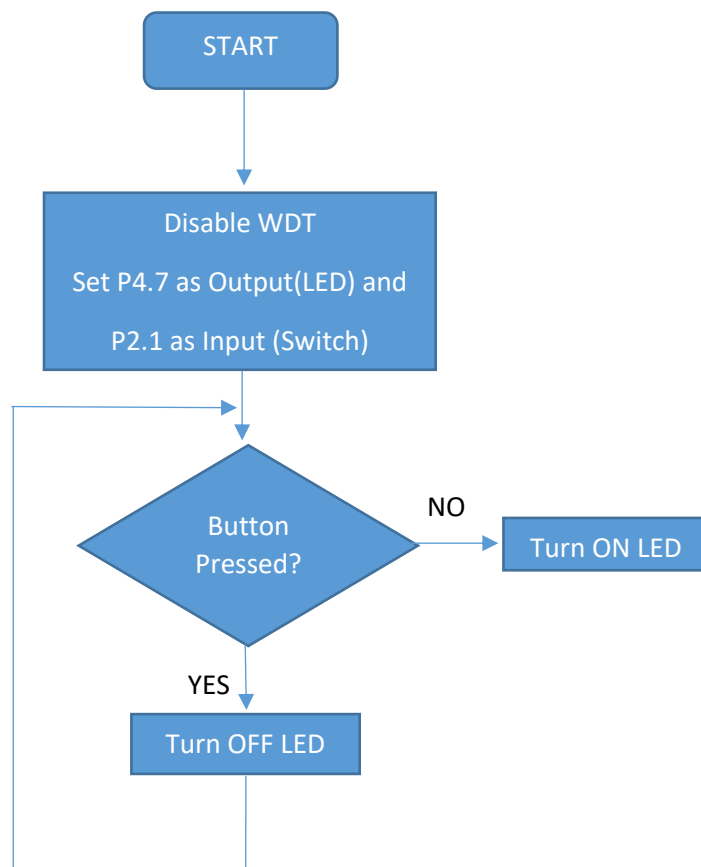 START
Disable WDT
Set P4.7 as Output(LED) and
P2.1 as Input (Switch)
Button
Pressed?
NO
Turn ON LED
YES
Turn OFF LED